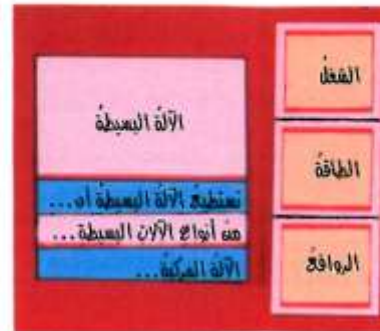 الشغلُ
الطاقةُ
الروافعُ
الآلةُ البسيطةُ
تستطيعُ الآلةُ البسيطةُ أن...
من أنواع الآلات البسيطة...
الآلة المركبة...